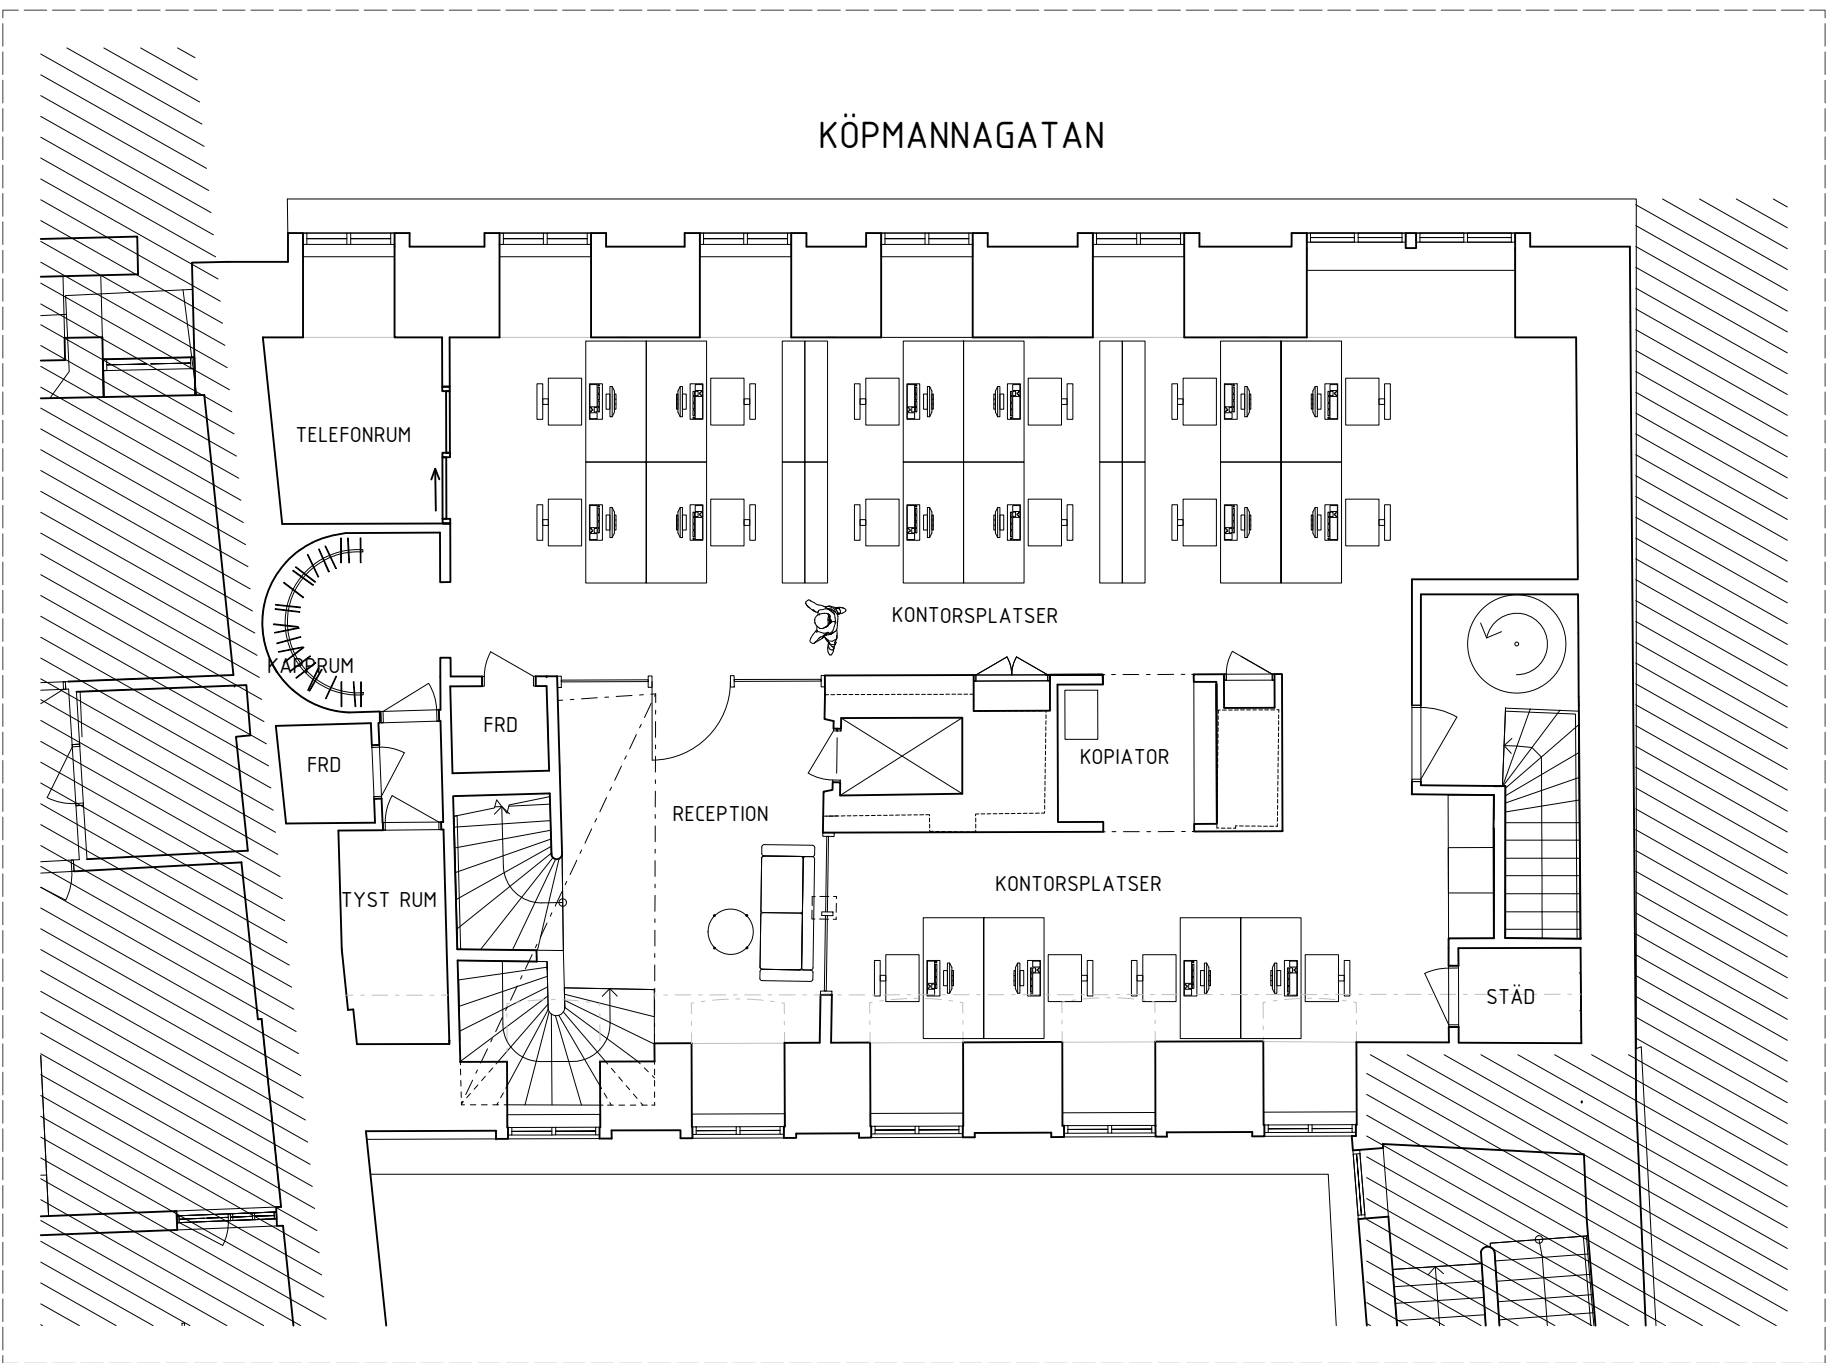 KÖPMANNAGATAN
TELEFONRUM
KONTORSPLATSER
KAPPRUM
FRD
FRD
KOPIATOR
RECEPTION
KONTORSPLATSER
TYST RUM
STÄD